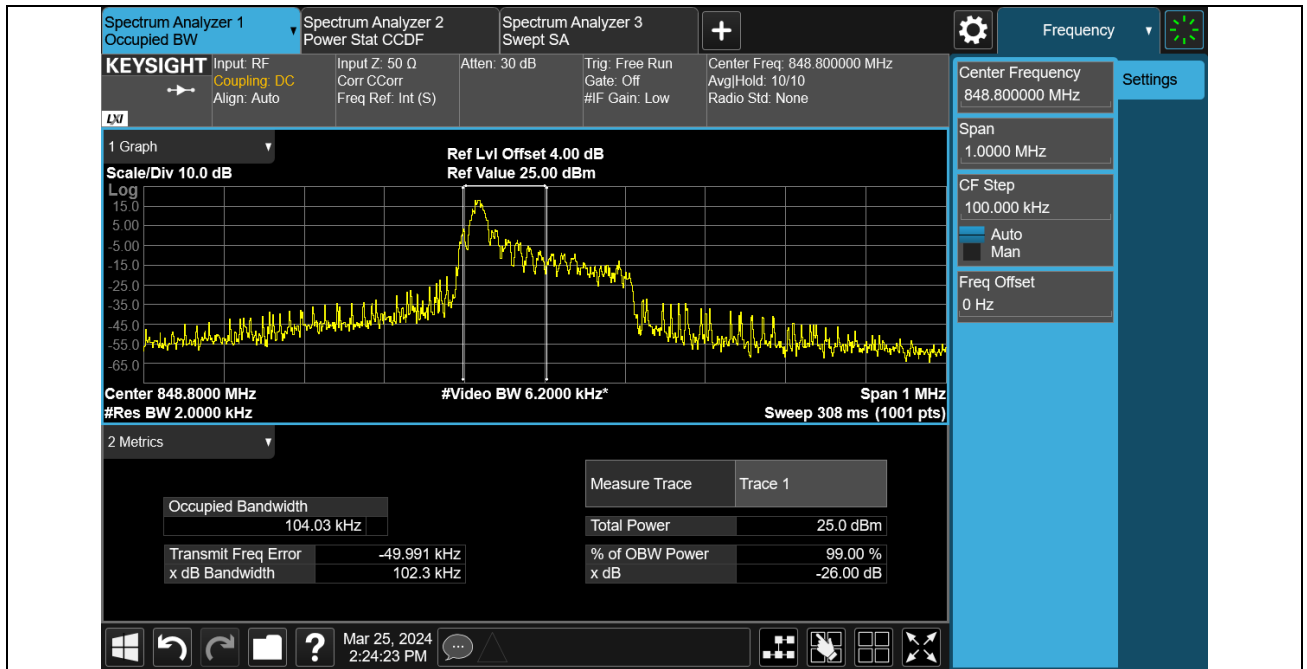 Spectrum Analyzer 1
Occupied BW
Spectrum Analyzer 2
Power Stat CCDF
Spectrum Analyzer 3
Swept SA
Frequency
KEYSIGHT
LXI
Input: RF
Coupling: DC
Align: Auto
Input Z: 50 Ω
Corr CCorr
Freq Ref: Int (S)
Atten: 30 dB
Trig: Free Run
Gate: Off
#IF Gain: Low
Center Freq: 848.800000 MHz
Avg|Hold: 10/10
Radio Std: None
Center Frequency
848.800000 MHz
Settings
Span
1.0000 MHz
CF Step
100.000 kHz
Auto
Man
Freq Offset
0 Hz
1 Graph
Scale/Div 10.0 dB
Ref Lvl Offset 4.00 dB
Ref Value 25.00 dBm
Log
15.0
5.00
-5.00
-15.0
-25.0
-35.0
-45.0
-55.0
-65.0
Center 848.8000 MHz
#Video BW 6.2000 kHz*
Span 1 MHz
#Res BW 2.0000 kHz
Sweep 308 ms (1001 pts)
2 Metrics
Measure Trace Trace 1
Occupied Bandwidth
104.03 kHz
Total Power 25.0 dBm
Transmit Freq Error -49.991 kHz
% of OBW Power 99.00 %
x dB Bandwidth 102.3 kHz
x dB -26.00 dB
?
Mar 25, 2024
2:24:23 PM